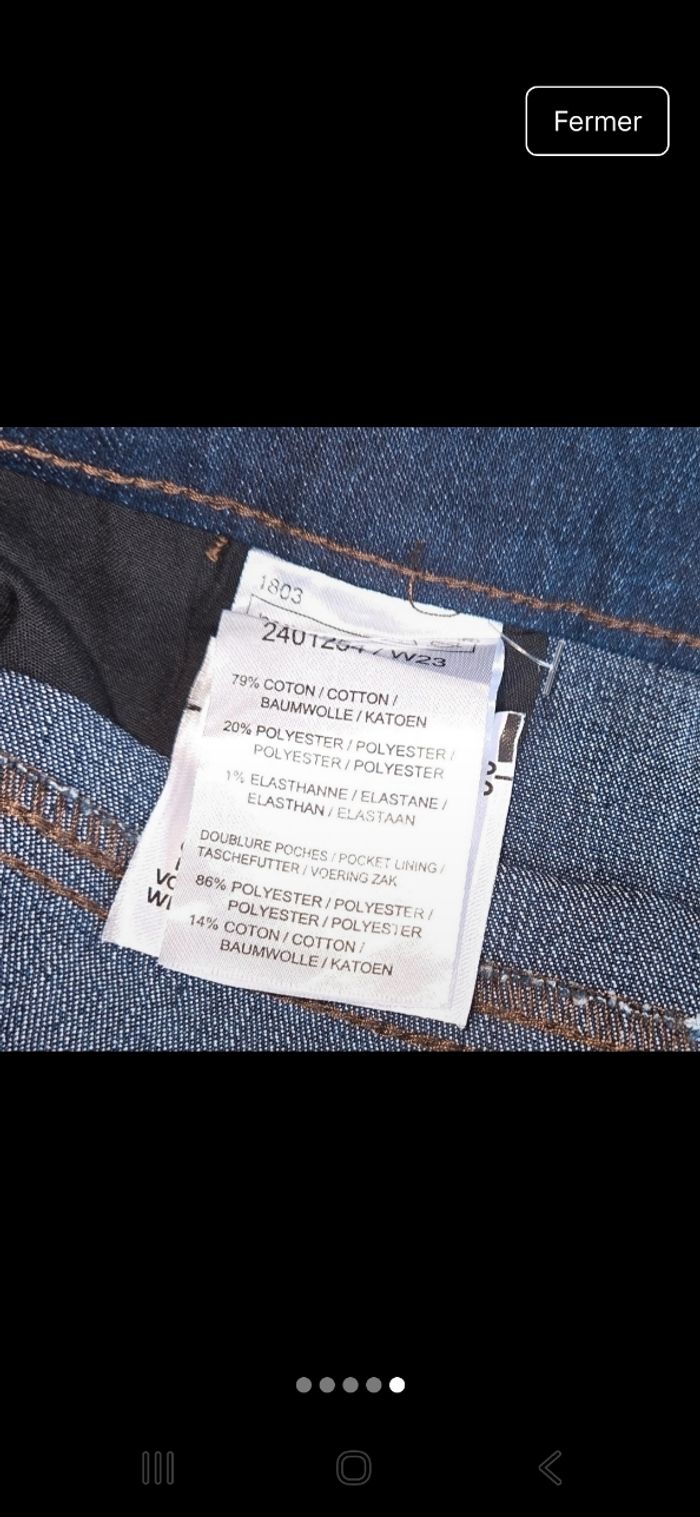 Fermer
1803
/ W23
79% COTON / COTTON /
BAUMWOLLE / KATOEN
20% POLYESTER / POLYESTER /
POLYESTER / POLYESTER
1% ELASTHANNE / ELASTANE /
ELASTHAN / ELASTAAN
DOUBLURE POCHES / POCKET LINING /
TASCHEFUTTER / VOERING ZAK
86% POLYESTER / POLYESTER /
POLYESTER / POLYESTER
14% COTON / COTTON /
BAUMWOLLE / KATOEN